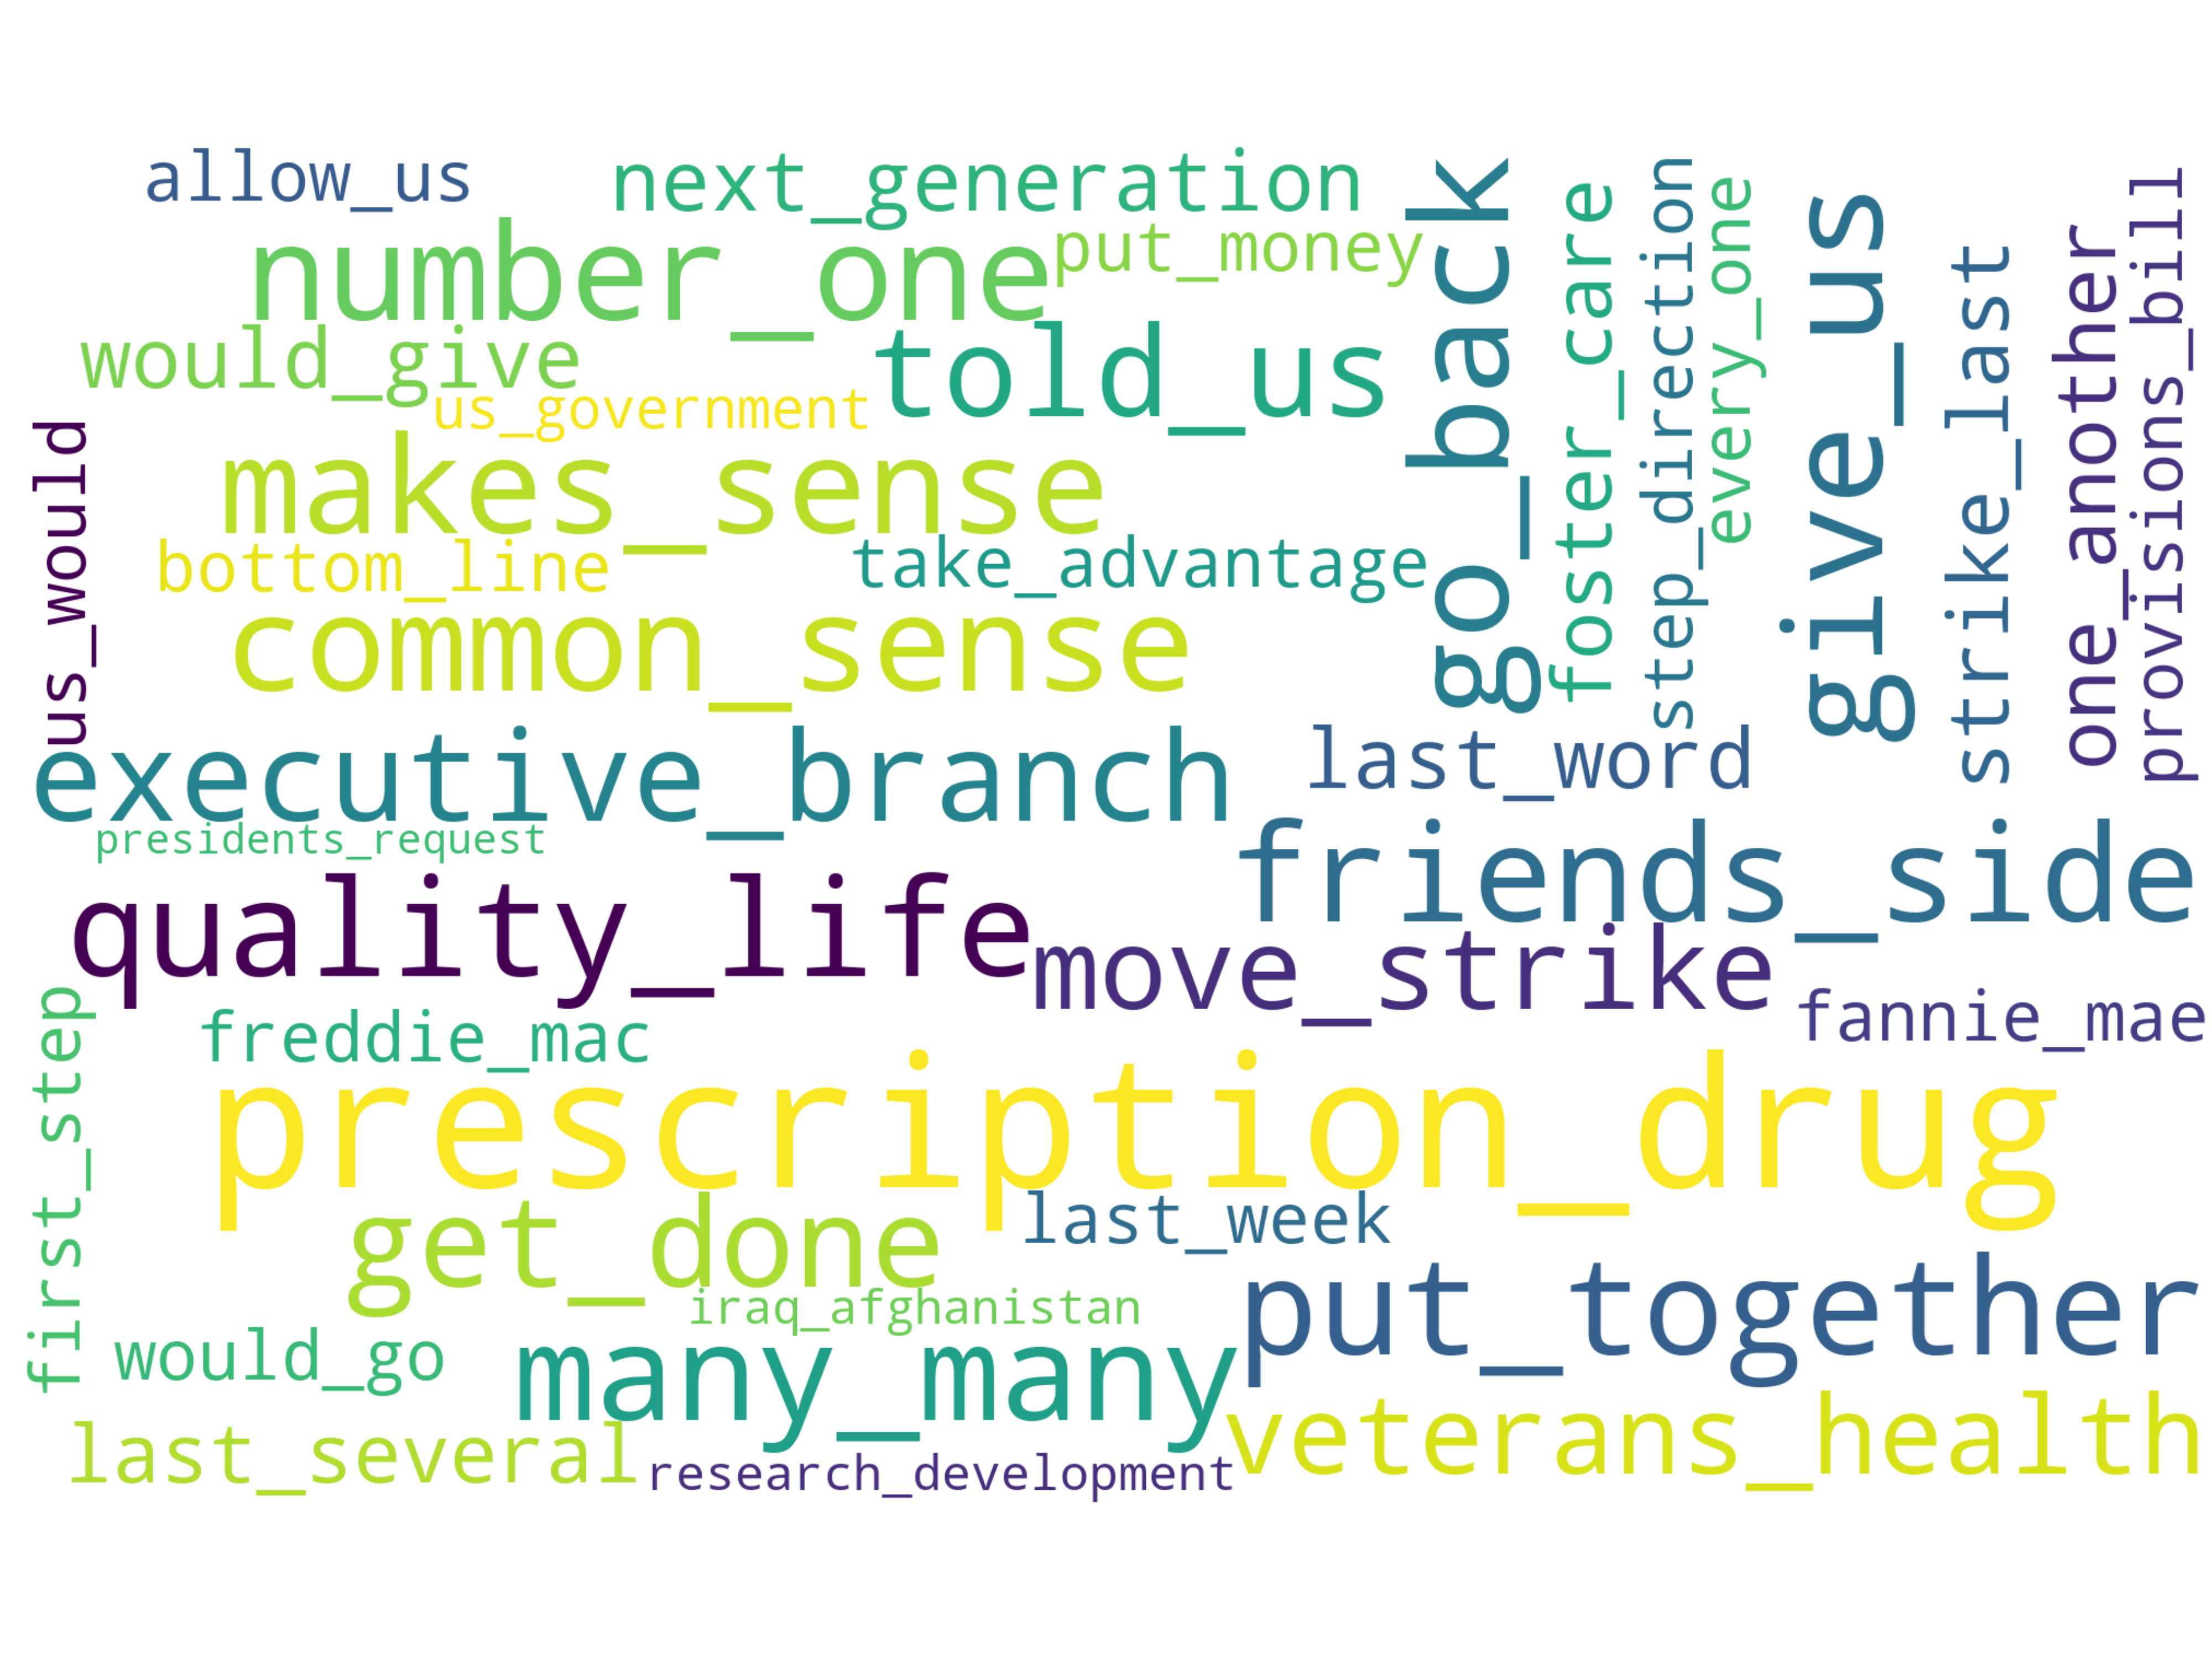 allow_us
next_generation
number_one
put_money
would_give
told_us
us_government
makes_sense
bottom_line
take_advantage
common_sense
us_would
go_back
foster_care
step_direction
every_one
give_us
strike_last
one_another
provisions_bill
executive_branch
last_word
presidents_request
friends_side
quality_life
move_strike
freddie_mac
fannie_mae
first_step
prescription_drug
get_done
last_week
iraq_afghanistan
put_together
would_go
many_many
veterans_health
last_several
research_development